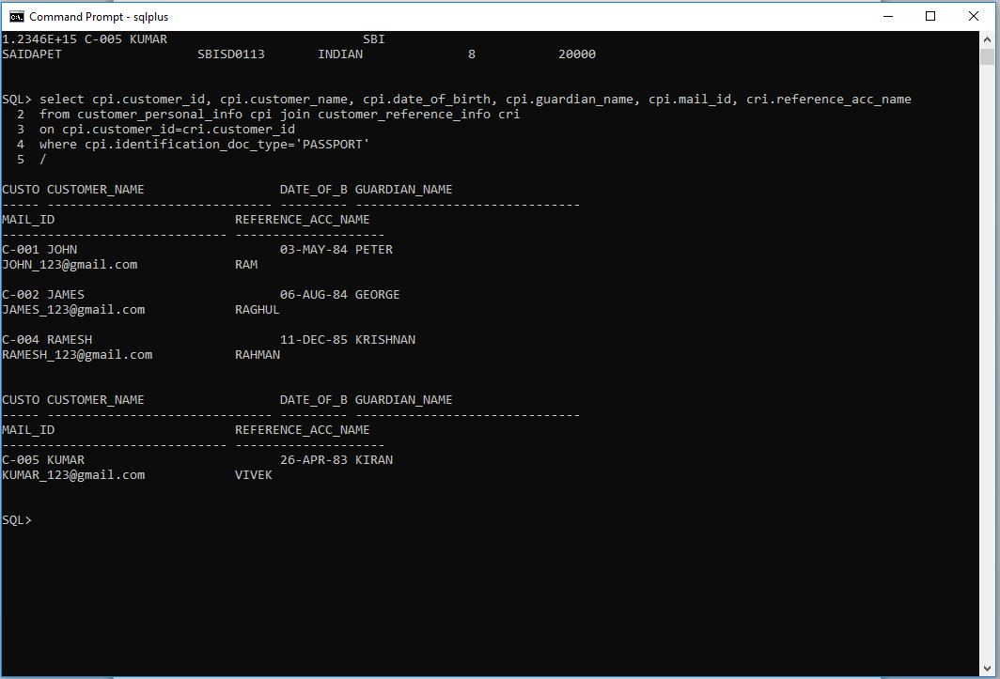 Command Prompt - sqlplus
1.2346E+15 C-005 KUMAR                          SBI
SAIDAPET                  SBISD0113       INDIAN              8           20000
SQL> select cpi.customer_id, cpi.customer_name, cpi.date_of_birth, cpi.guardian_name, cpi.mail_id, cri.reference_acc_name
  2  from customer_personal_info cpi join customer_reference_info cri
  3  on cpi.customer_id=cri.customer_id
  4  where cpi.identification_doc_type='PASSPORT'
  5  /
CUSTO CUSTOMER_NAME                  DATE_OF_B GUARDIAN_NAME
----- ------------------------------ --------- ------------------------------
MAIL_ID                        REFERENCE_ACC_NAME
------------------------------ --------------------
C-001 JOHN                           03-MAY-84 PETER
JOHN_123@gmail.com             RAM
C-002 JAMES                          06-AUG-84 GEORGE
JAMES_123@gmail.com            RAGHUL
C-004 RAMESH                         11-DEC-85 KRISHNAN
RAMESH_123@gmail.com           RAHMAN
CUSTO CUSTOMER_NAME                  DATE_OF_B GUARDIAN_NAME
----- ------------------------------ --------- ------------------------------
MAIL_ID                        REFERENCE_ACC_NAME
------------------------------ --------------------
C-005 KUMAR                          26-APR-83 KIRAN
KUMAR_123@gmail.com            VIVEK
SQL>